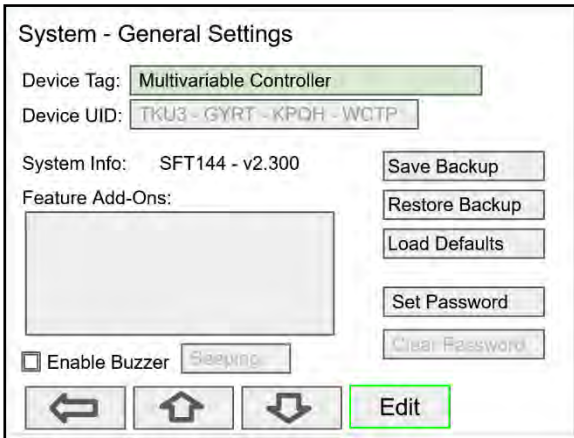 System - General Settings
Device Tag: Multivariable Controller
Device UID: TKU3 - GYRT - KPQH - WCTP
System Info: SFT144 - v2.300
Save Backup
Feature Add-Ons:
Restore Backup
Load Defaults
Set Password
Clear Password
Enable Buzzer Beeping
Edit